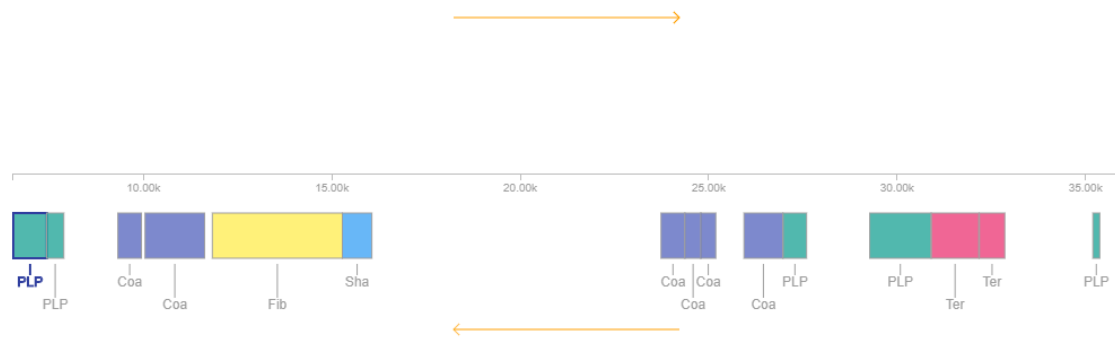 10.00k 15.00k 20.00k 25.00k 30.00k 35.00k
PLP Coa Sha Coa Coa PLP PLP Ter PLP
PLP Coa Fib Coa Coa Ter